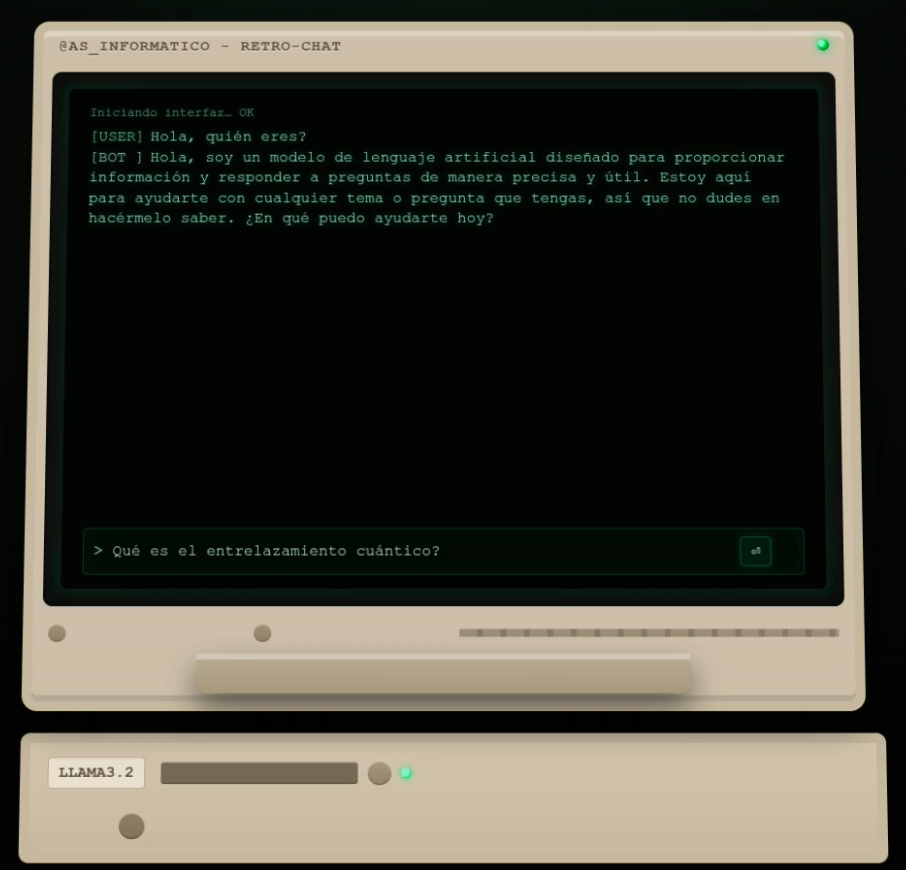 @AS_INFORMATICO - RETRO-CHAT
Iniciando interfaz… OK
[USER] Hola, quién eres?
[BOT ] Hola, soy un modelo de lenguaje artificial diseñado para proporcionar
información y responder a preguntas de manera precisa y útil. Estoy aquí
para ayudarte con cualquier tema o pregunta que tengas, así que no dudes en
hacérmelo saber. ¿En qué puedo ayudarte hoy?
> Qué es el entrelazamiento cuántico? ⏎
LLAMA3.2